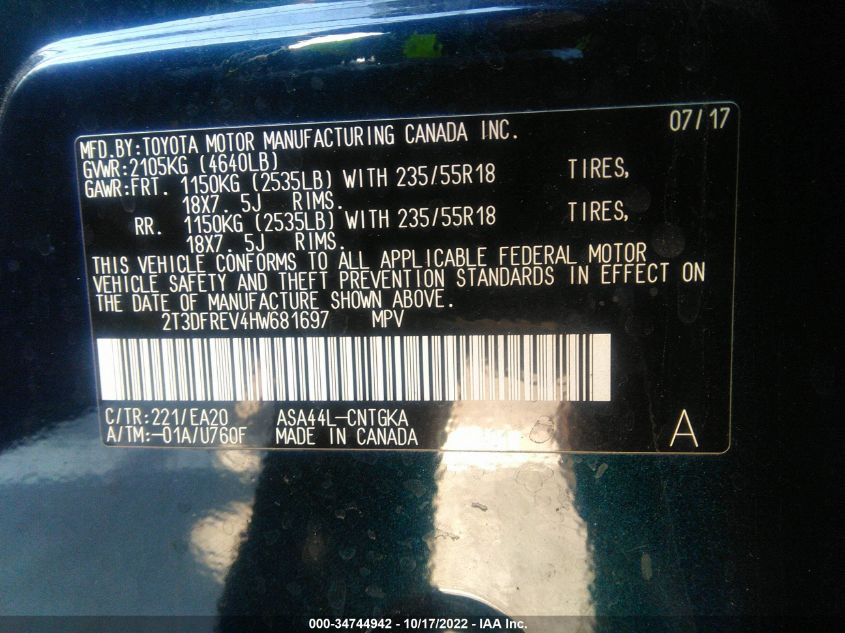 07/17
MFD.BY:TOYOTA MOTOR MANUFACTURING CANADA INC.
GVWR:2105KG (4640LB)
GAWR:FRT. 1150KG (2535LB) WITH 235/55R18 TIRES,
18X7. 5J RIMS.
RR. 1150KG (2535LB) WITH 235/55R18 TIRES,
18X7. 5J RIMS.
THIS VEHICLE CONFORMS TO ALL APPLICABLE FEDERAL MOTOR
VEHICLE SAFETY AND THEFT PREVENTION STANDARDS IN EFFECT ON
THE DATE OF MANUFACTURE SHOWN ABOVE.
2T3DFREV4HW681697 MPV
C/TR:221/EA20 ASA44L-CNTGKA
A/TM:-01A/U760F MADE IN CANADA
A
000-34744942 - 10/17/2022 - IAA Inc.